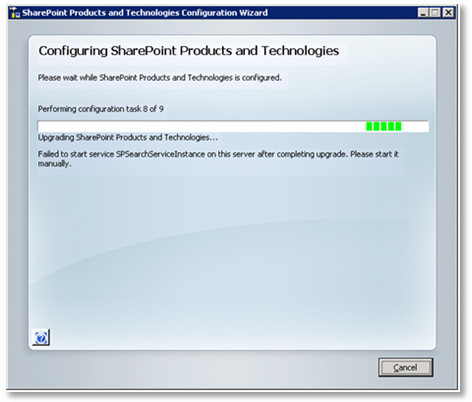 SharePoint Products and Technologies Configuration Wizard
Configuring SharePoint Products and Technologies
Please wait while SharePoint Products and Technologies is configured.
Performing configuration task 8 of 9
Upgrading SharePoint Products and Technologies...
Failed to start service SPSearchServiceInstance on this server after completing upgrade. Please start it
manually.
Cancel